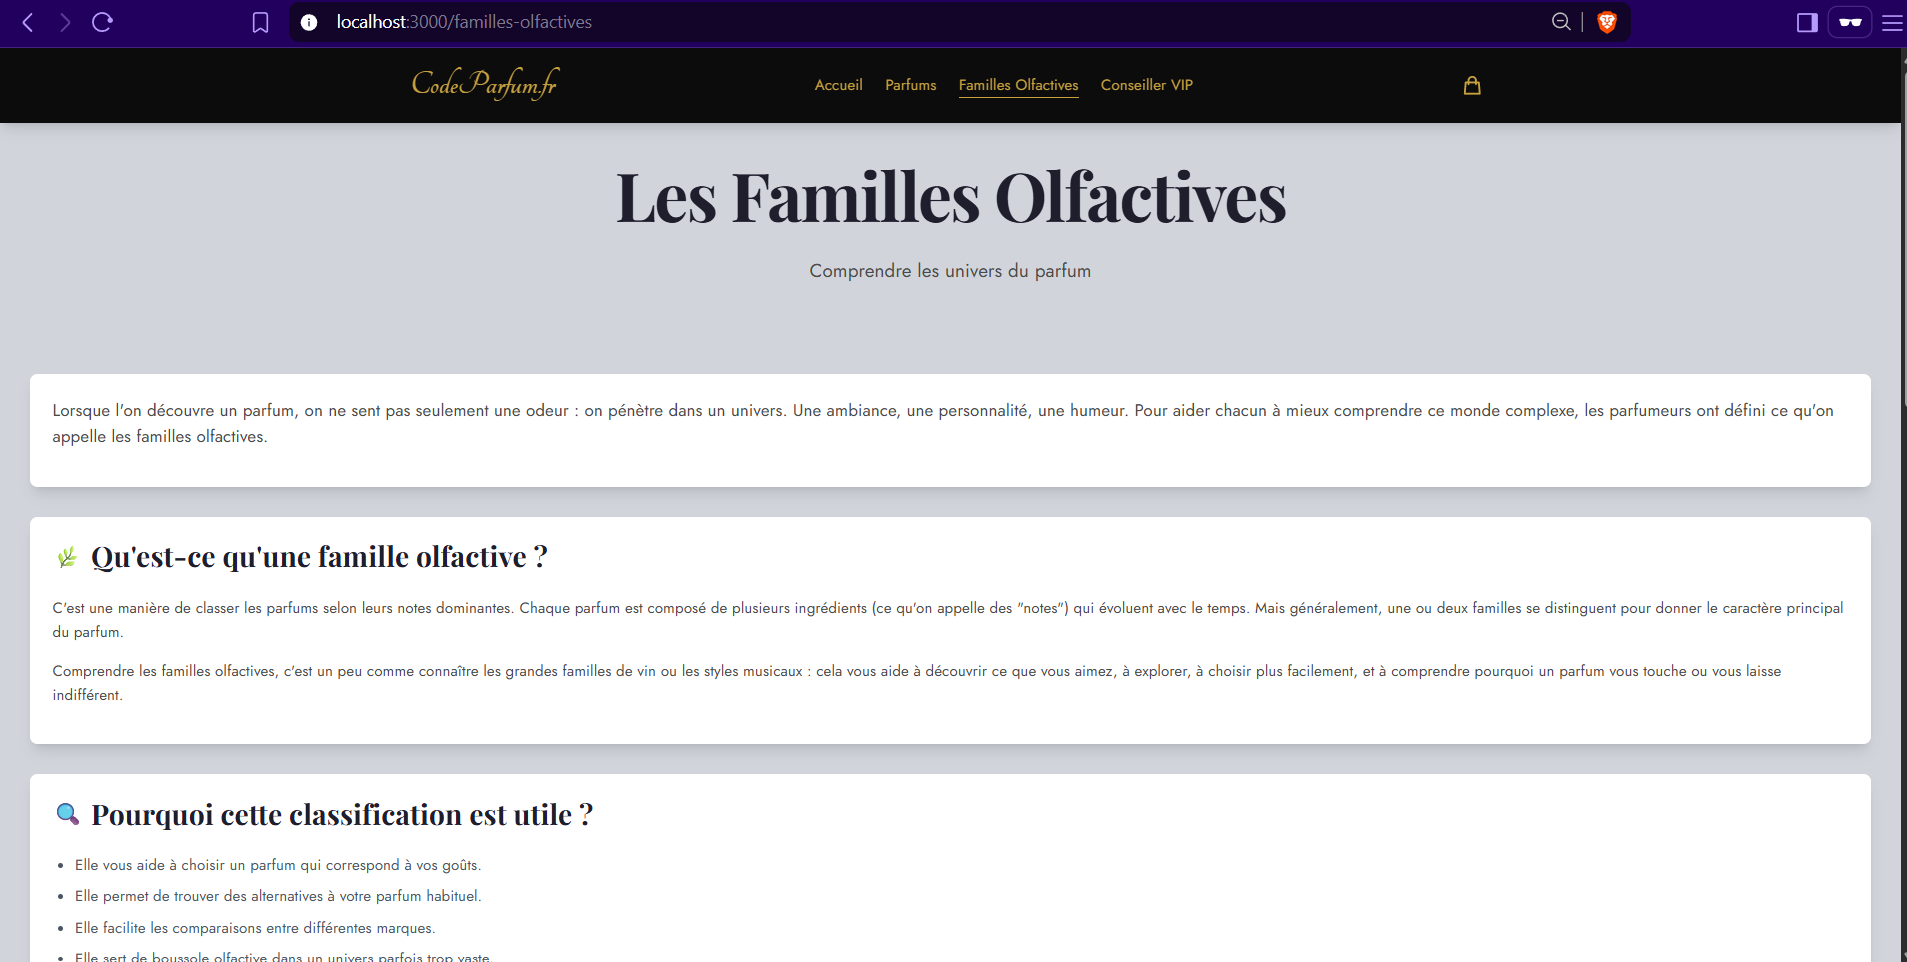 localhost:3000/familles-olfactives
CodeParfum.fr
Accueil Parfums Familles Olfactives Conseiller VIP
Les Familles Olfactives
Comprendre les univers du parfum
Lorsque l'on découvre un parfum, on ne sent pas seulement une odeur : on pénètre dans un univers. Une ambiance, une personnalité, une humeur. Pour aider chacun à mieux comprendre ce monde complexe, les parfumeurs ont défini ce qu'on
appelle les familles olfactives.
Qu'est-ce qu'une famille olfactive ?
C'est une manière de classer les parfums selon leurs notes dominantes. Chaque parfum est composé de plusieurs ingrédients (ce qu'on appelle des "notes") qui évoluent avec le temps. Mais généralement, une ou deux familles se distinguent pour donner le caractère principal
du parfum.
Comprendre les familles olfactives, c'est un peu comme connaître les grandes familles de vin ou les styles musicaux : cela vous aide à découvrir ce que vous aimez, à explorer, à choisir plus facilement, et à comprendre pourquoi un parfum vous touche ou vous laisse
indifférent.
Pourquoi cette classification est utile ?
• Elle vous aide à choisir un parfum qui correspond à vos goûts.
• Elle permet de trouver des alternatives à votre parfum habituel.
• Elle facilite les comparaisons entre différentes marques.
• Elle sert de boussole olfactive dans un univers parfois trop vaste.